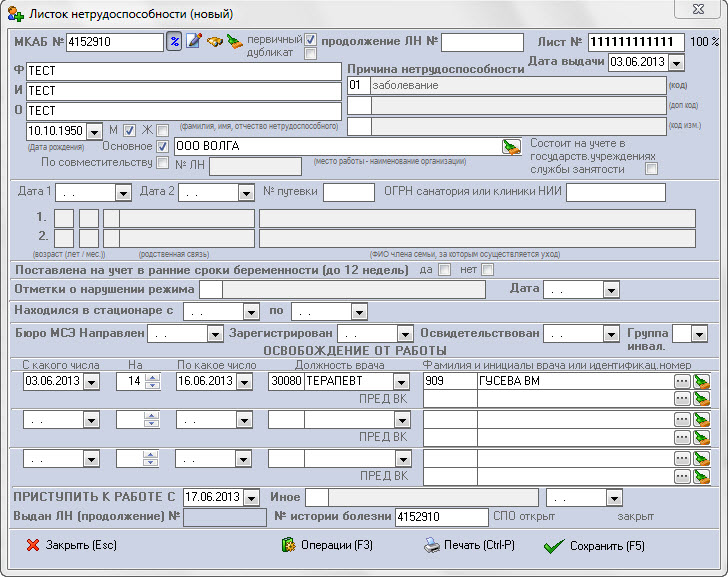 Листок нетрудоспособности (новый)
МКАБ № 4152910 % первичный продолжение ЛН № Лист № 111111111111 100 %
дубликат
Ф ТЕСТ Причина нетрудоспособности Дата выдачи 03.06.2013
И ТЕСТ 01 заболевание (код)
О ТЕСТ (доп код)
10.10.1950 М Ж (фамилия, имя, отчество нетрудоспособного) (код изм.)
(Дата рождения) Основное ООО ВОЛГА Состоит на учете в
государств.учреждениях
службы занятости
По совместительству № ЛН (место работы - наименование организации)
Дата 1 . . Дата 2 . . № путевки ОГРН санатория или клиники НИИ
1.
2.
(возраст (лет / мес.)) (родственная связь) (ФИО члена семьи, за которым осуществляется уход)
Поставлена на учет в ранние сроки беременности (до 12 недель) да нет
Отметки о нарушении режима Дата . .
Находился в стационаре с . . по . .
Бюро МСЭ Направлен . . Зарегистрирован . . Освидетельствован . . Группа
инвал.
ОСВОБОЖДЕНИЕ ОТ РАБОТЫ
С какого числа На По какое число Должность врача Фамилия и инициалы врача или идентификац.номер
03.06.2013 14 16.06.2013 30080 ТЕРАПЕВТ 909 ГУСЕВА ВМ ...
ПРЕД ВК ...
. . . . ...
ПРЕД ВК ...
. . . . ...
ПРЕД ВК ...
ПРИСТУПИТЬ К РАБОТЕ С 17.06.2013 Иное . .
Выдан ЛН (продолжение) № № истории болезни 4152910 СПО открыт закрыт
Закрыть (Esc) Операции (F3) Печать (Ctrl-P) Сохранить (F5)